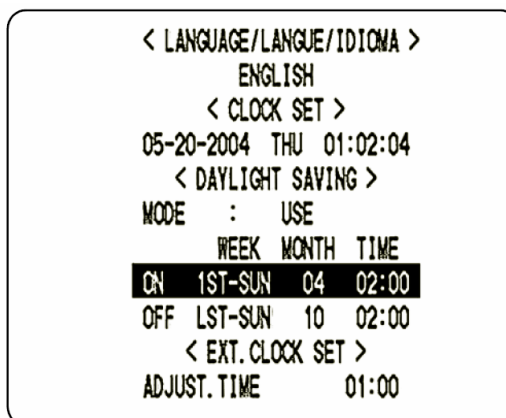 < LANGUAGE/LANGUE/IDIOMA >
ENGLISH
< CLOCK SET >
05-20-2004 THU 01:02:04
< DAYLIGHT SAVING >
MODE : USE
WEEK MONTH TIME
ON 1ST-SUN 04 02:00
OFF LST-SUN 10 02:00
< EXT.CLOCK SET >
ADJUST.TIME 01:00